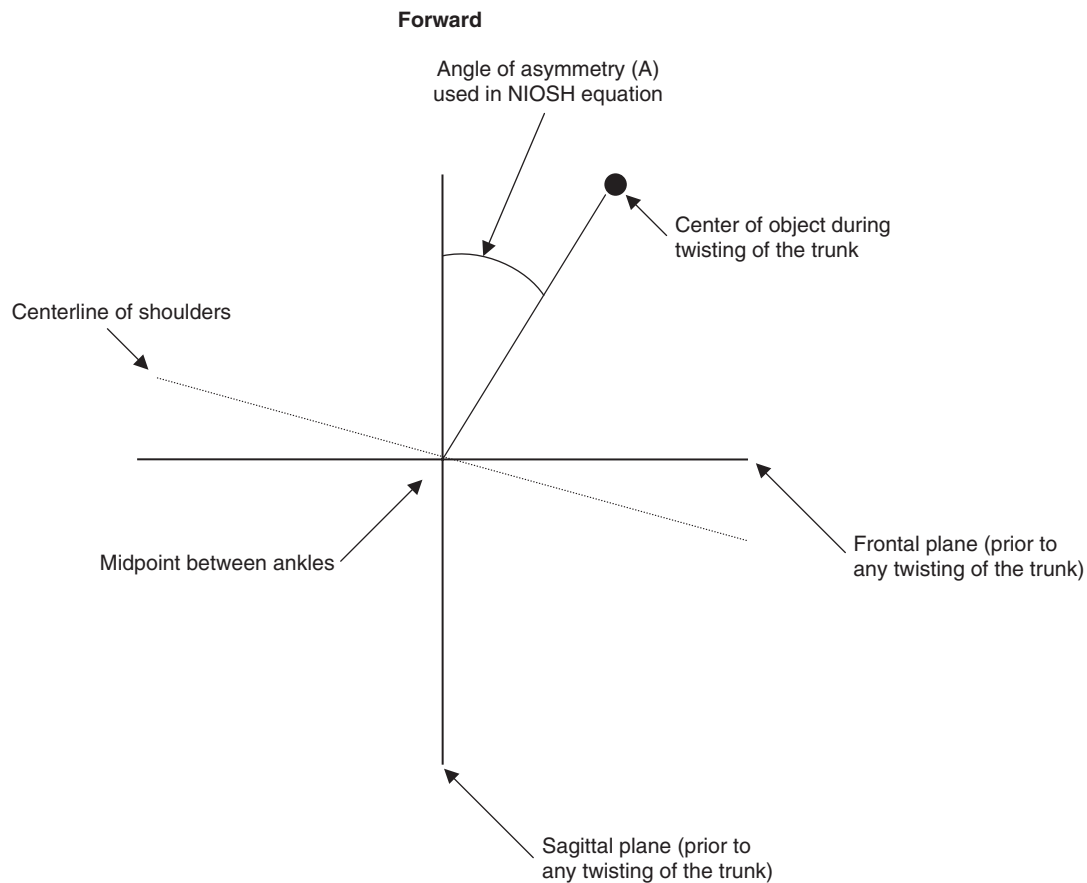 Forward
Angle of asymmetry (A)
used in NIOSH equation
Center of object during
twisting of the trunk
Centerline of shoulders
Midpoint between ankles
Frontal plane (prior to
any twisting of the trunk)
Sagittal plane (prior to
any twisting of the trunk)